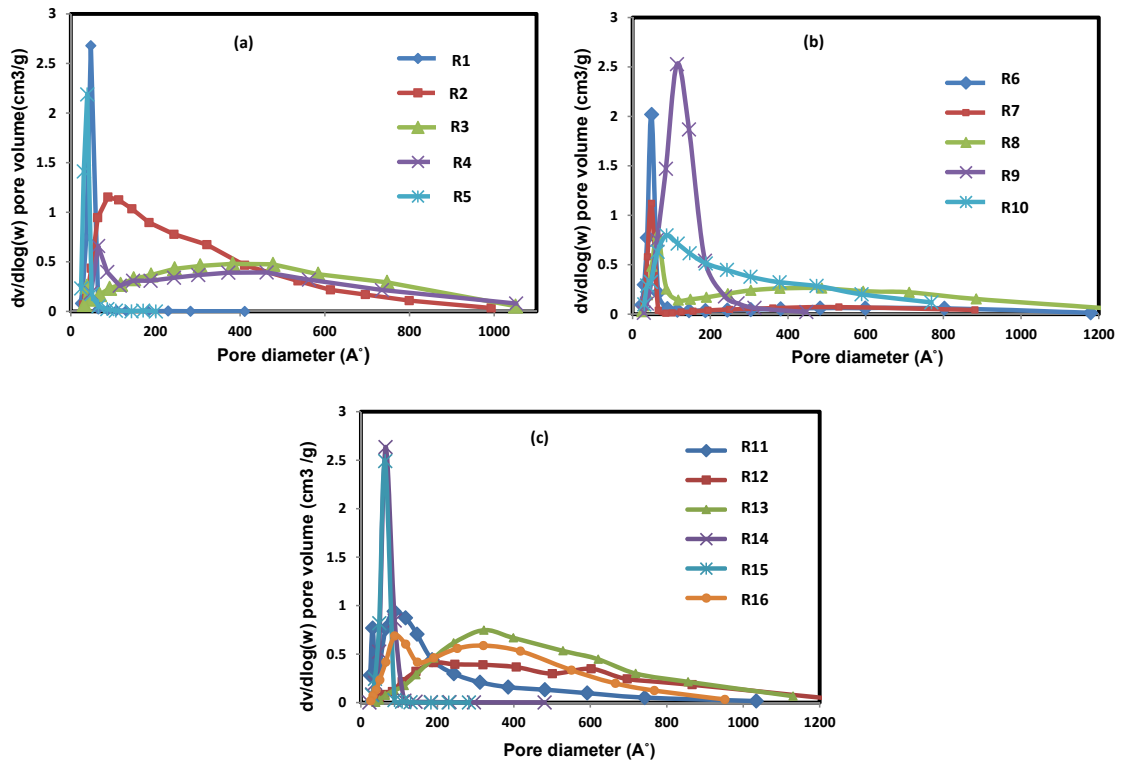 (a)
dv/dlog(w) pore volume(cm3/g)
3
2.5
2
1.5
1
0.5
0
0 200 400 600 800 1000
Pore diameter (A°)
R1
R2
R3
R4
R5
(b)
dv/dlog(w) pore volume (cm3/g)
3
2.5
2
1.5
1
0.5
0
0 200 400 600 800 1000 1200
Pore diameter (A°)
R6
R7
R8
R9
R10
(c)
dv/dlog(w) pore volume (cm3 /g)
3
2.5
2
1.5
1
0.5
0
0 200 400 600 800 1000 1200
Pore diameter (A°)
R11
R12
R13
R14
R15
R16